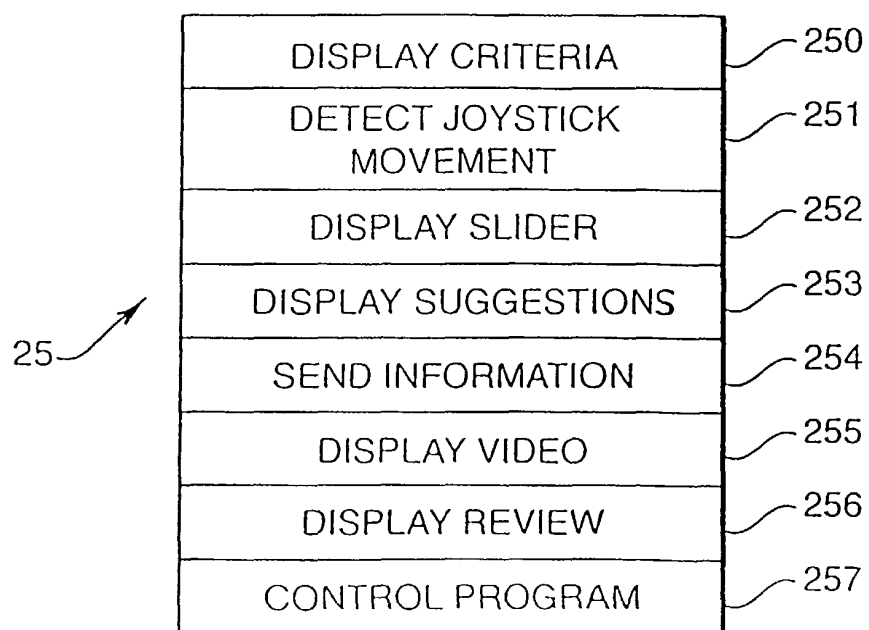 DISPLAY CRITERIA 250
DETECT JOYSTICK MOVEMENT 251
DISPLAY SLIDER 252
DISPLAY SUGGESTIONS 253
25
SEND INFORMATION 254
DISPLAY VIDEO 255
DISPLAY REVIEW 256
CONTROL PROGRAM 257